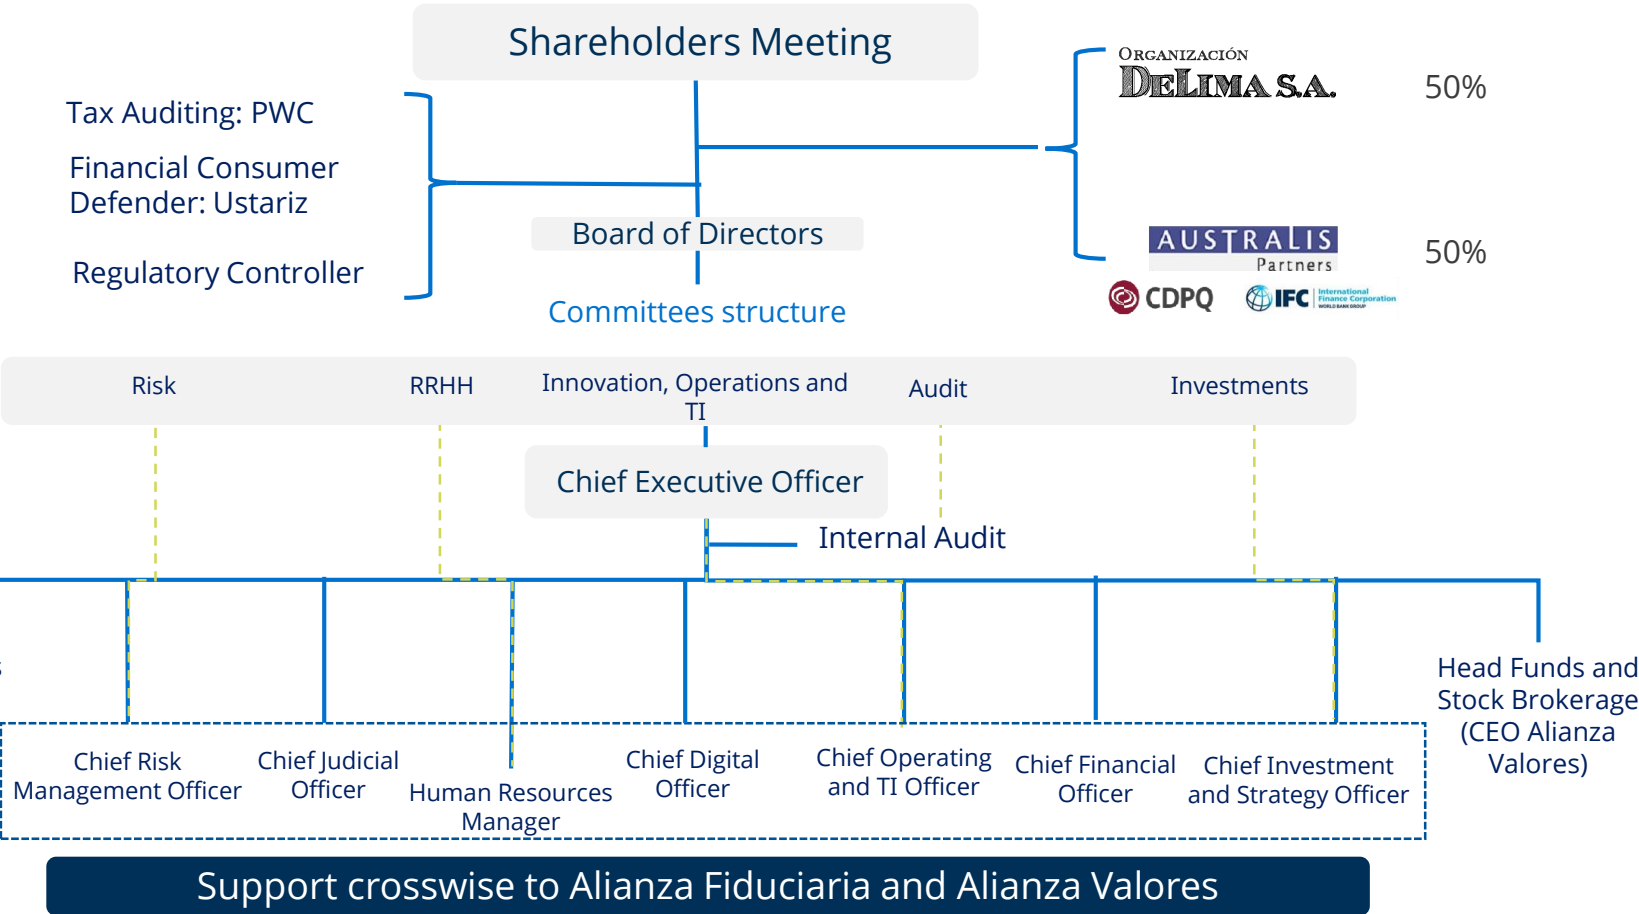 Shareholders Meeting
ORGANIZACIÓN
DELIMA S.A.
50%
Tax Auditing: PWC
Financial Consumer
Defender: Ustariz
Regulatory Controller
Board of Directors
AUSTRALIS
Partners
50%
CDPQ
IFC
International
Finance Corporation
WORLD BANK GROUP
Committees structure
Risk
RRHH
Innovation, Operations and
TI
Audit
Investments
Chief Executive Officer
Internal Audit
s
Head Funds and
Stock Brokerage
(CEO Alianza
Valores)
Chief Risk
Management Officer
Chief Judicial
Officer
Human Resources
Manager
Chief Digital
Officer
Chief Operating
and TI Officer
Chief Financial
Officer
Chief Investment
and Strategy Officer
Support crosswise to Alianza Fiduciaria and Alianza Valores